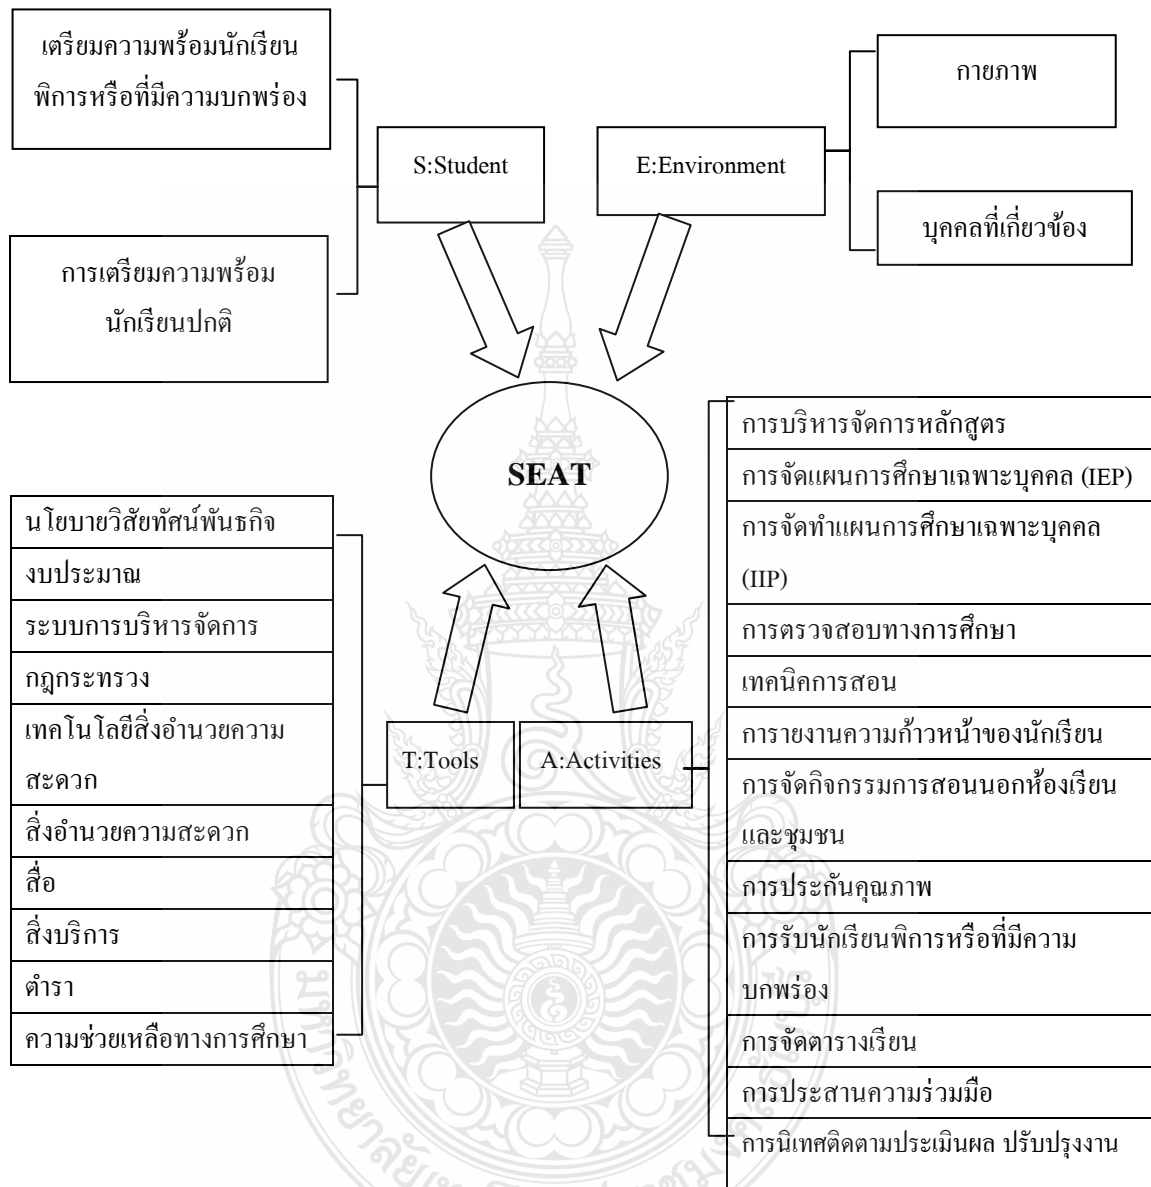 เตรียมความพร้อมนักเรียน
พิการหรือที่มีความบกพร่อง
S:Student
การเตรียมความพร้อม
นักเรียนปกติ
E:Environment
กายภาพ
บุคคลที่เกี่ยวข้อง
SEAT
นโยบายวิสัยทัศน์พันธกิจ
งบประมาณ
ระบบการบริหารจัดการ
กฎกระทรวง
เทคโนโลยีสิ่งอำนวยความ
สะดวก
สิ่งอำนวยความสะดวก
สื่อ
สิ่งบริการ
ตำรา
ความช่วยเหลือทางการศึกษา
T:Tools
A:Activities
การบริหารจัดการหลักสูตร
การจัดแผนการศึกษาเฉพาะบุคคล (IEP)
การจัดทำแผนการศึกษาเฉพาะบุคคล
(IIP)
การตรวจสอบทางการศึกษา
เทคนิคการสอน
การายงานความก้าวหน้าของนักเรียน
การจัดกิจกรรมการสอนนอกห้องเรียน
และชุมชน
การประกันคุณภาพ
การรับนักเรียนพิการหรือที่มีความ
บกพร่อง
การจัดตารางเรียน
การประสานความร่วมมือ
การนิเทศติดตามประเมินผล ปรับปรุงงาน